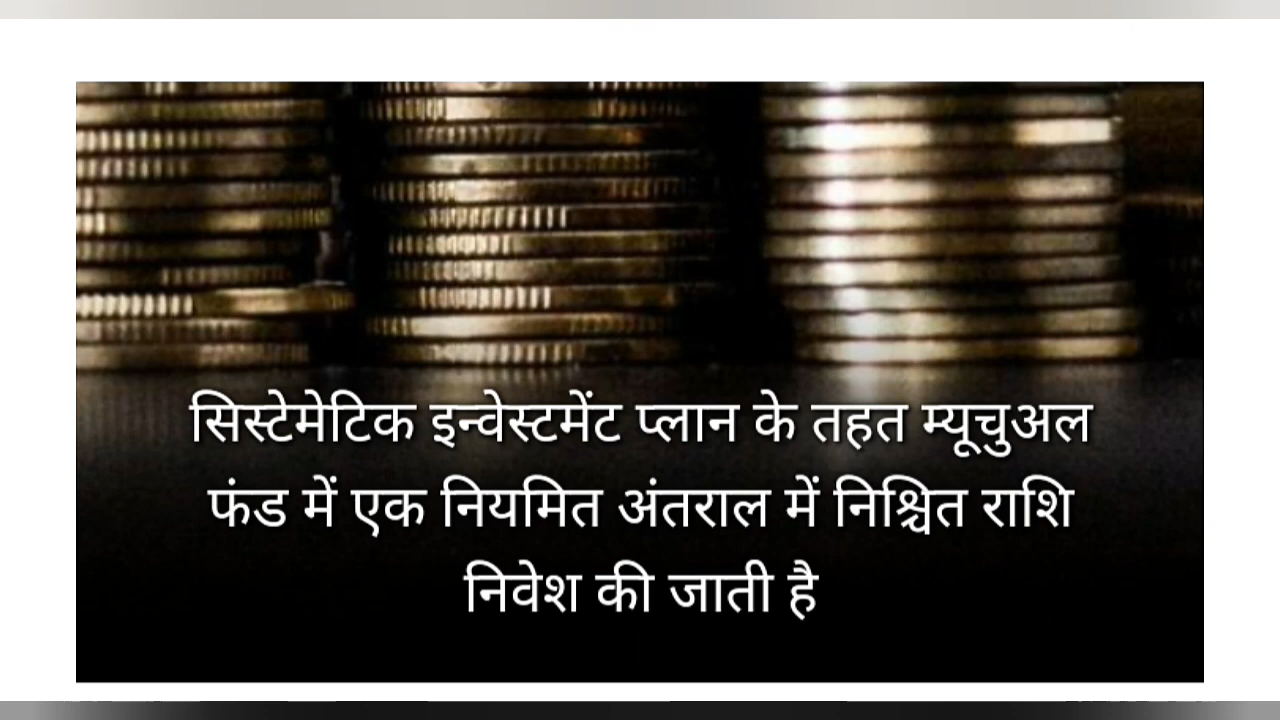 सिस्टेमेटिक इन्वेस्टमेंट प्लान के तहत म्यूचुअल
फंड में एक नियमित अंतराल में निश्चित राशि
निवेश की जाती है